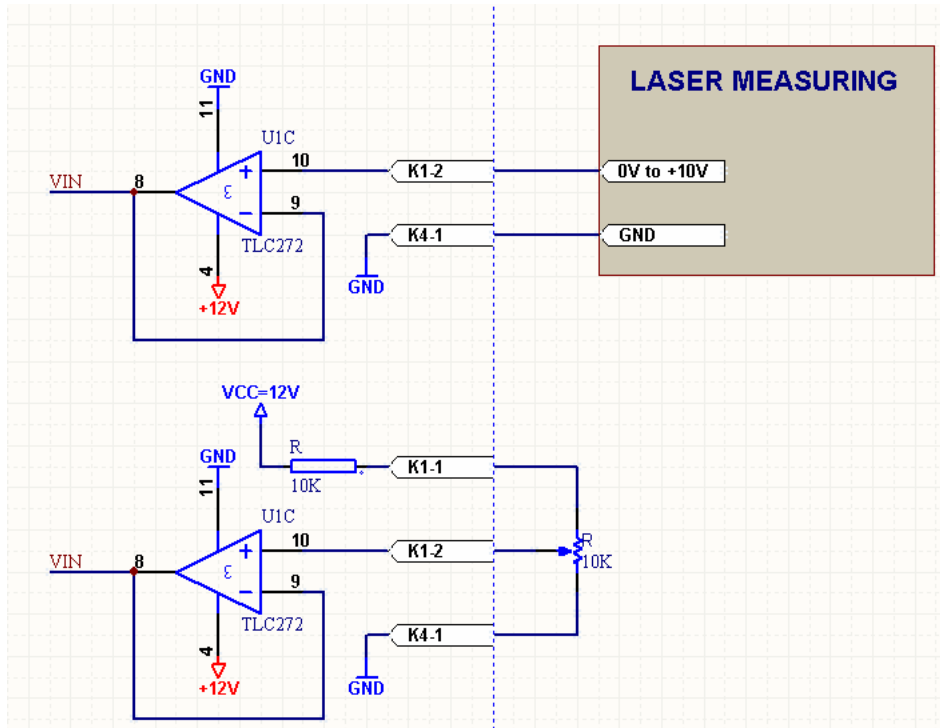 LASER MEASURING
GND
11
U1C
10
K1-2
0V to +10V
VIN
8
+
3
-
9
TLC272
K4-1
GND
4
GND
+12V
VCC=12V
R
GND
K1-1
10K
11
U1C
10
K1-2
R
10K
VIN
8
+
3
-
9
TLC272
K4-1
4
GND
+12V